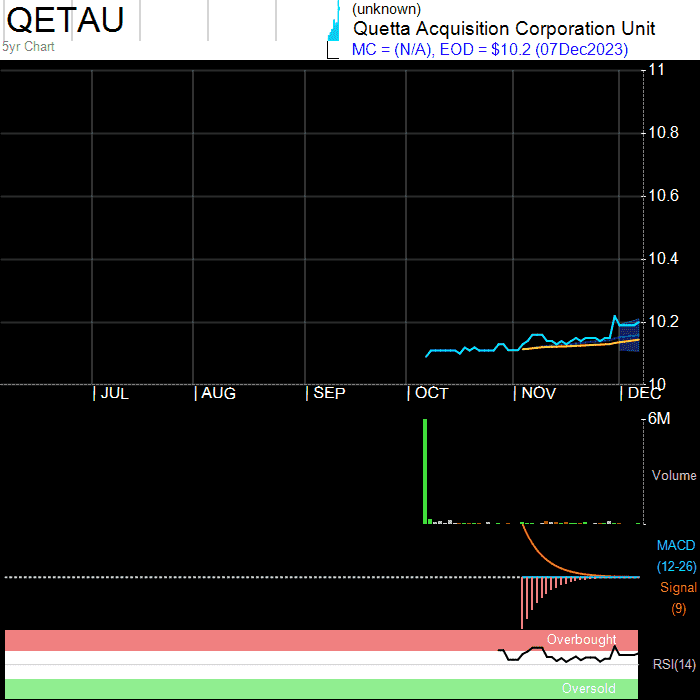 QETAU
5yr Chart
(unknown)
Quetta Acquisition Corporation Unit
MC = (N/A), EOD = $10.2 (07Dec2023)
11
10.8
10.6
10.4
10.2
10
| JUL | AUG | SEP | OCT | NOV | DEC
6M
Volume
MACD
(12-26)
Signal
(9)
Overbought
RSI(14)
Oversold